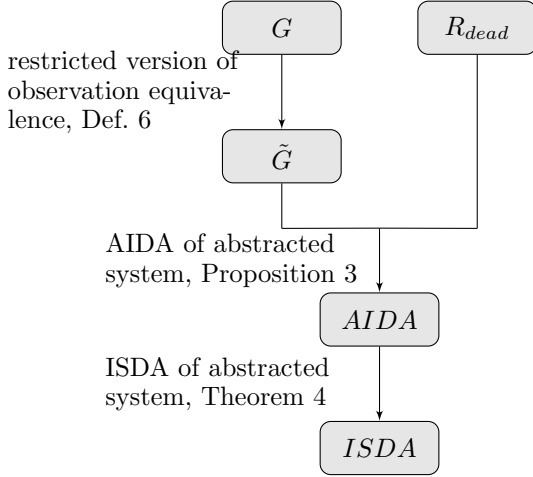 G
R_dead
restricted version of
observation equiva-
lence, Def. 6
G̃
AIDA of abstracted
system, Proposition 3
AIDA
ISDA of abstracted
system, Theorem 4
ISDA